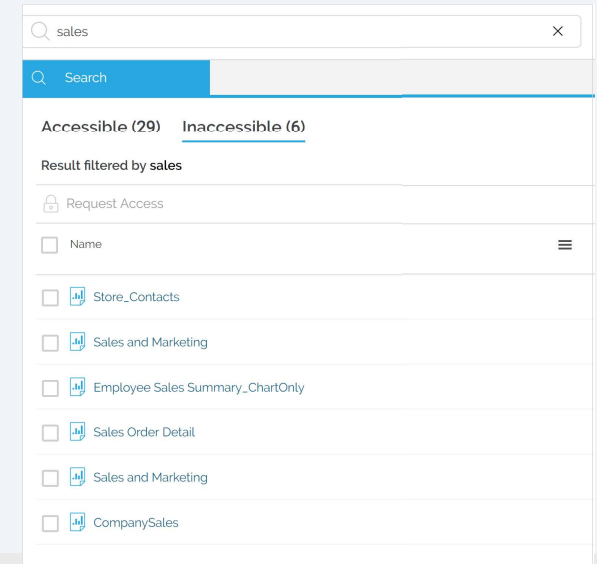 sales
Search
Accessible (29) Inaccessible (6)
Result filtered by sales
Request Access
Name
Store_Contacts
Sales and Marketing
Employee Sales Summary_ChartOnly
Sales Order Detail
Sales and Marketing
CompanySales